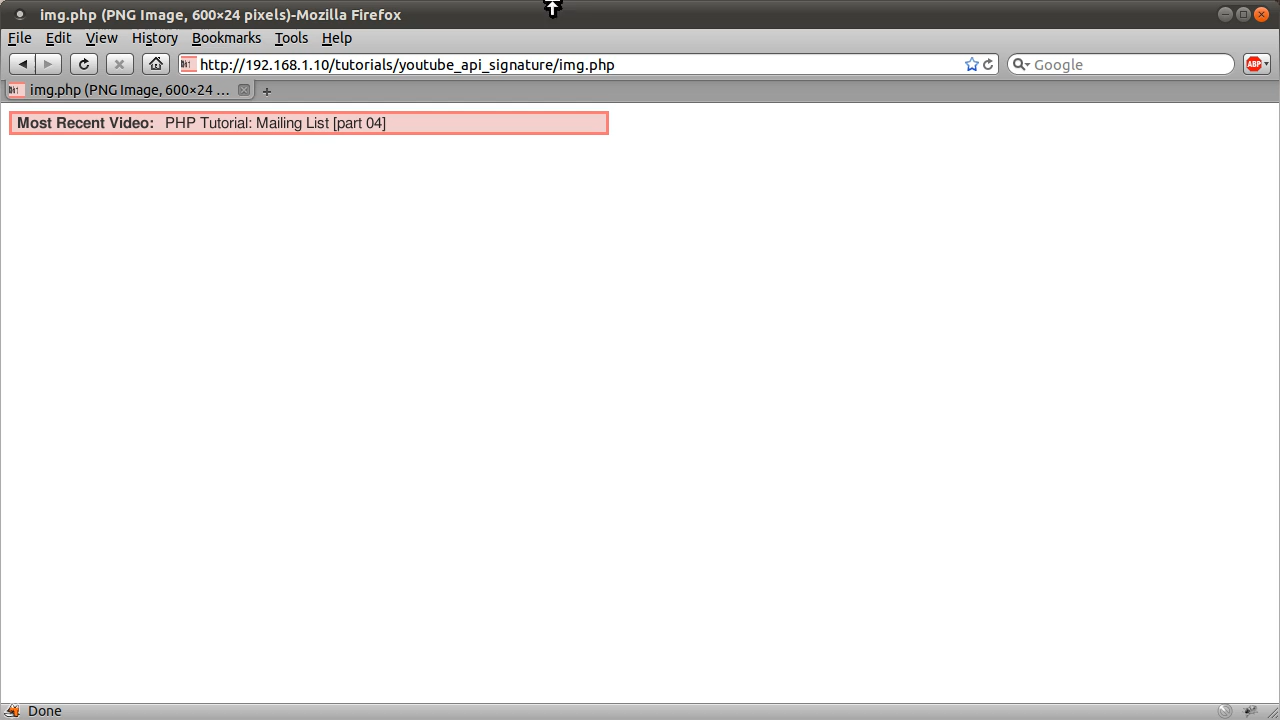 img.php (PNG Image, 600×24 pixels)-Mozilla Firefox
File Edit View History Bookmarks Tools Help
http://192.168.1.10/tutorials/youtube_api_signature/img.php Google ABP
img.php (PNG Image, 600×24 ...
Most Recent Video: PHP Tutorial: Mailing List [part 04]
Done